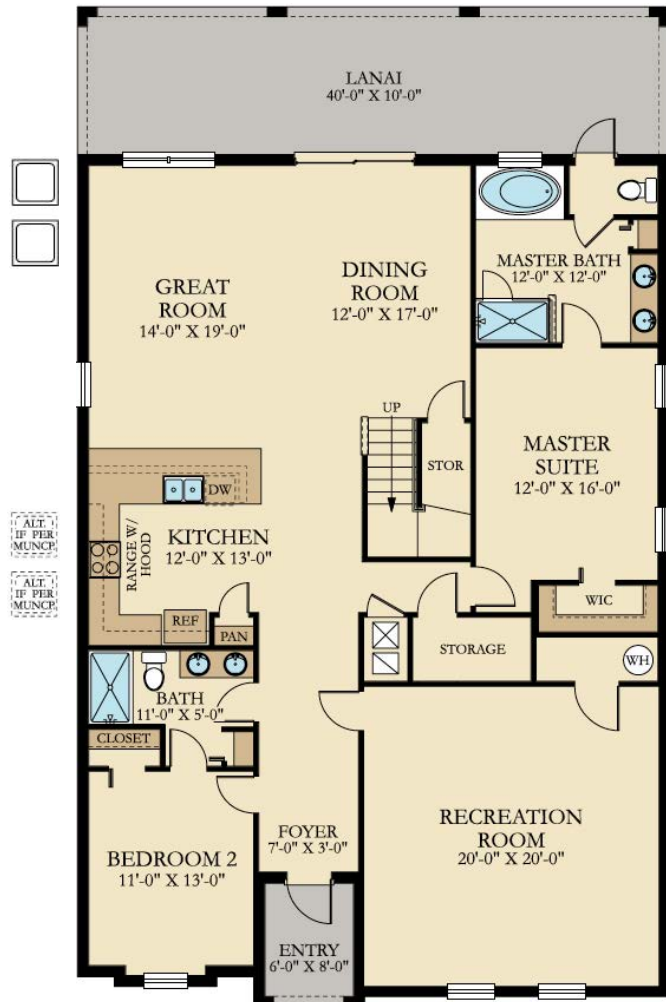 LANAI
40'-0" X 10'-0"
GREAT
ROOM
14'-0" X 19'-0"
DINING
ROOM
12'-0" X 17'-0"
MASTER BATH
12'-0" X 12'-0"
UP
STOR
MASTER
SUITE
12'-0" X 16'-0"
DW
KITCHEN
12'-0" X 13'-0"
RANGE W/
HOOD
ALT.
IF PER
MUNCP.
ALT.
IF PER
MUNCP.
REF
PAN
WIC
STORAGE
WH
BATH
11'-0" X 5'-0"
CLOSET
BEDROOM 2
11'-0" X 13'-0"
FOYER
7'-0" X 3'-0"
RECREATION
ROOM
20'-0" X 20'-0"
ENTRY
6'-0" X 8'-0"